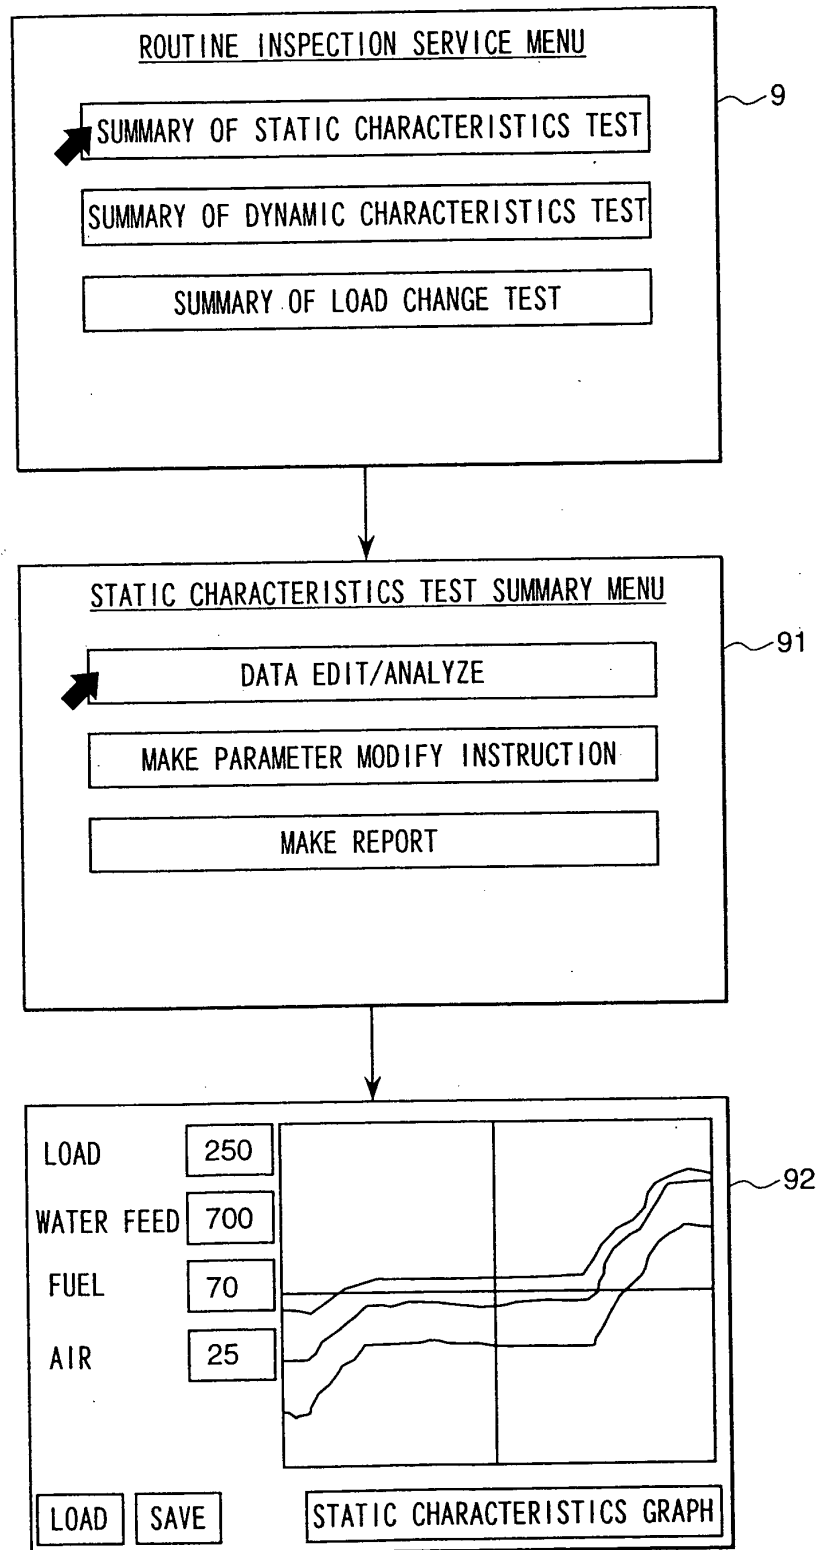 ROUTINE INSPECTION SERVICE MENU
9
SUMMARY OF STATIC CHARACTERISTICS TEST
SUMMARY OF DYNAMIC CHARACTERISTICS TEST
SUMMARY OF LOAD CHANGE TEST
STATIC CHARACTERISTICS TEST SUMMARY MENU
91
DATA EDIT/ANALYZE
MAKE PARAMETER MODIFY INSTRUCTION
MAKE REPORT
LOAD 250
92
WATER FEED 700
FUEL 70
AIR 25
LOAD SAVE STATIC CHARACTERISTICS GRAPH